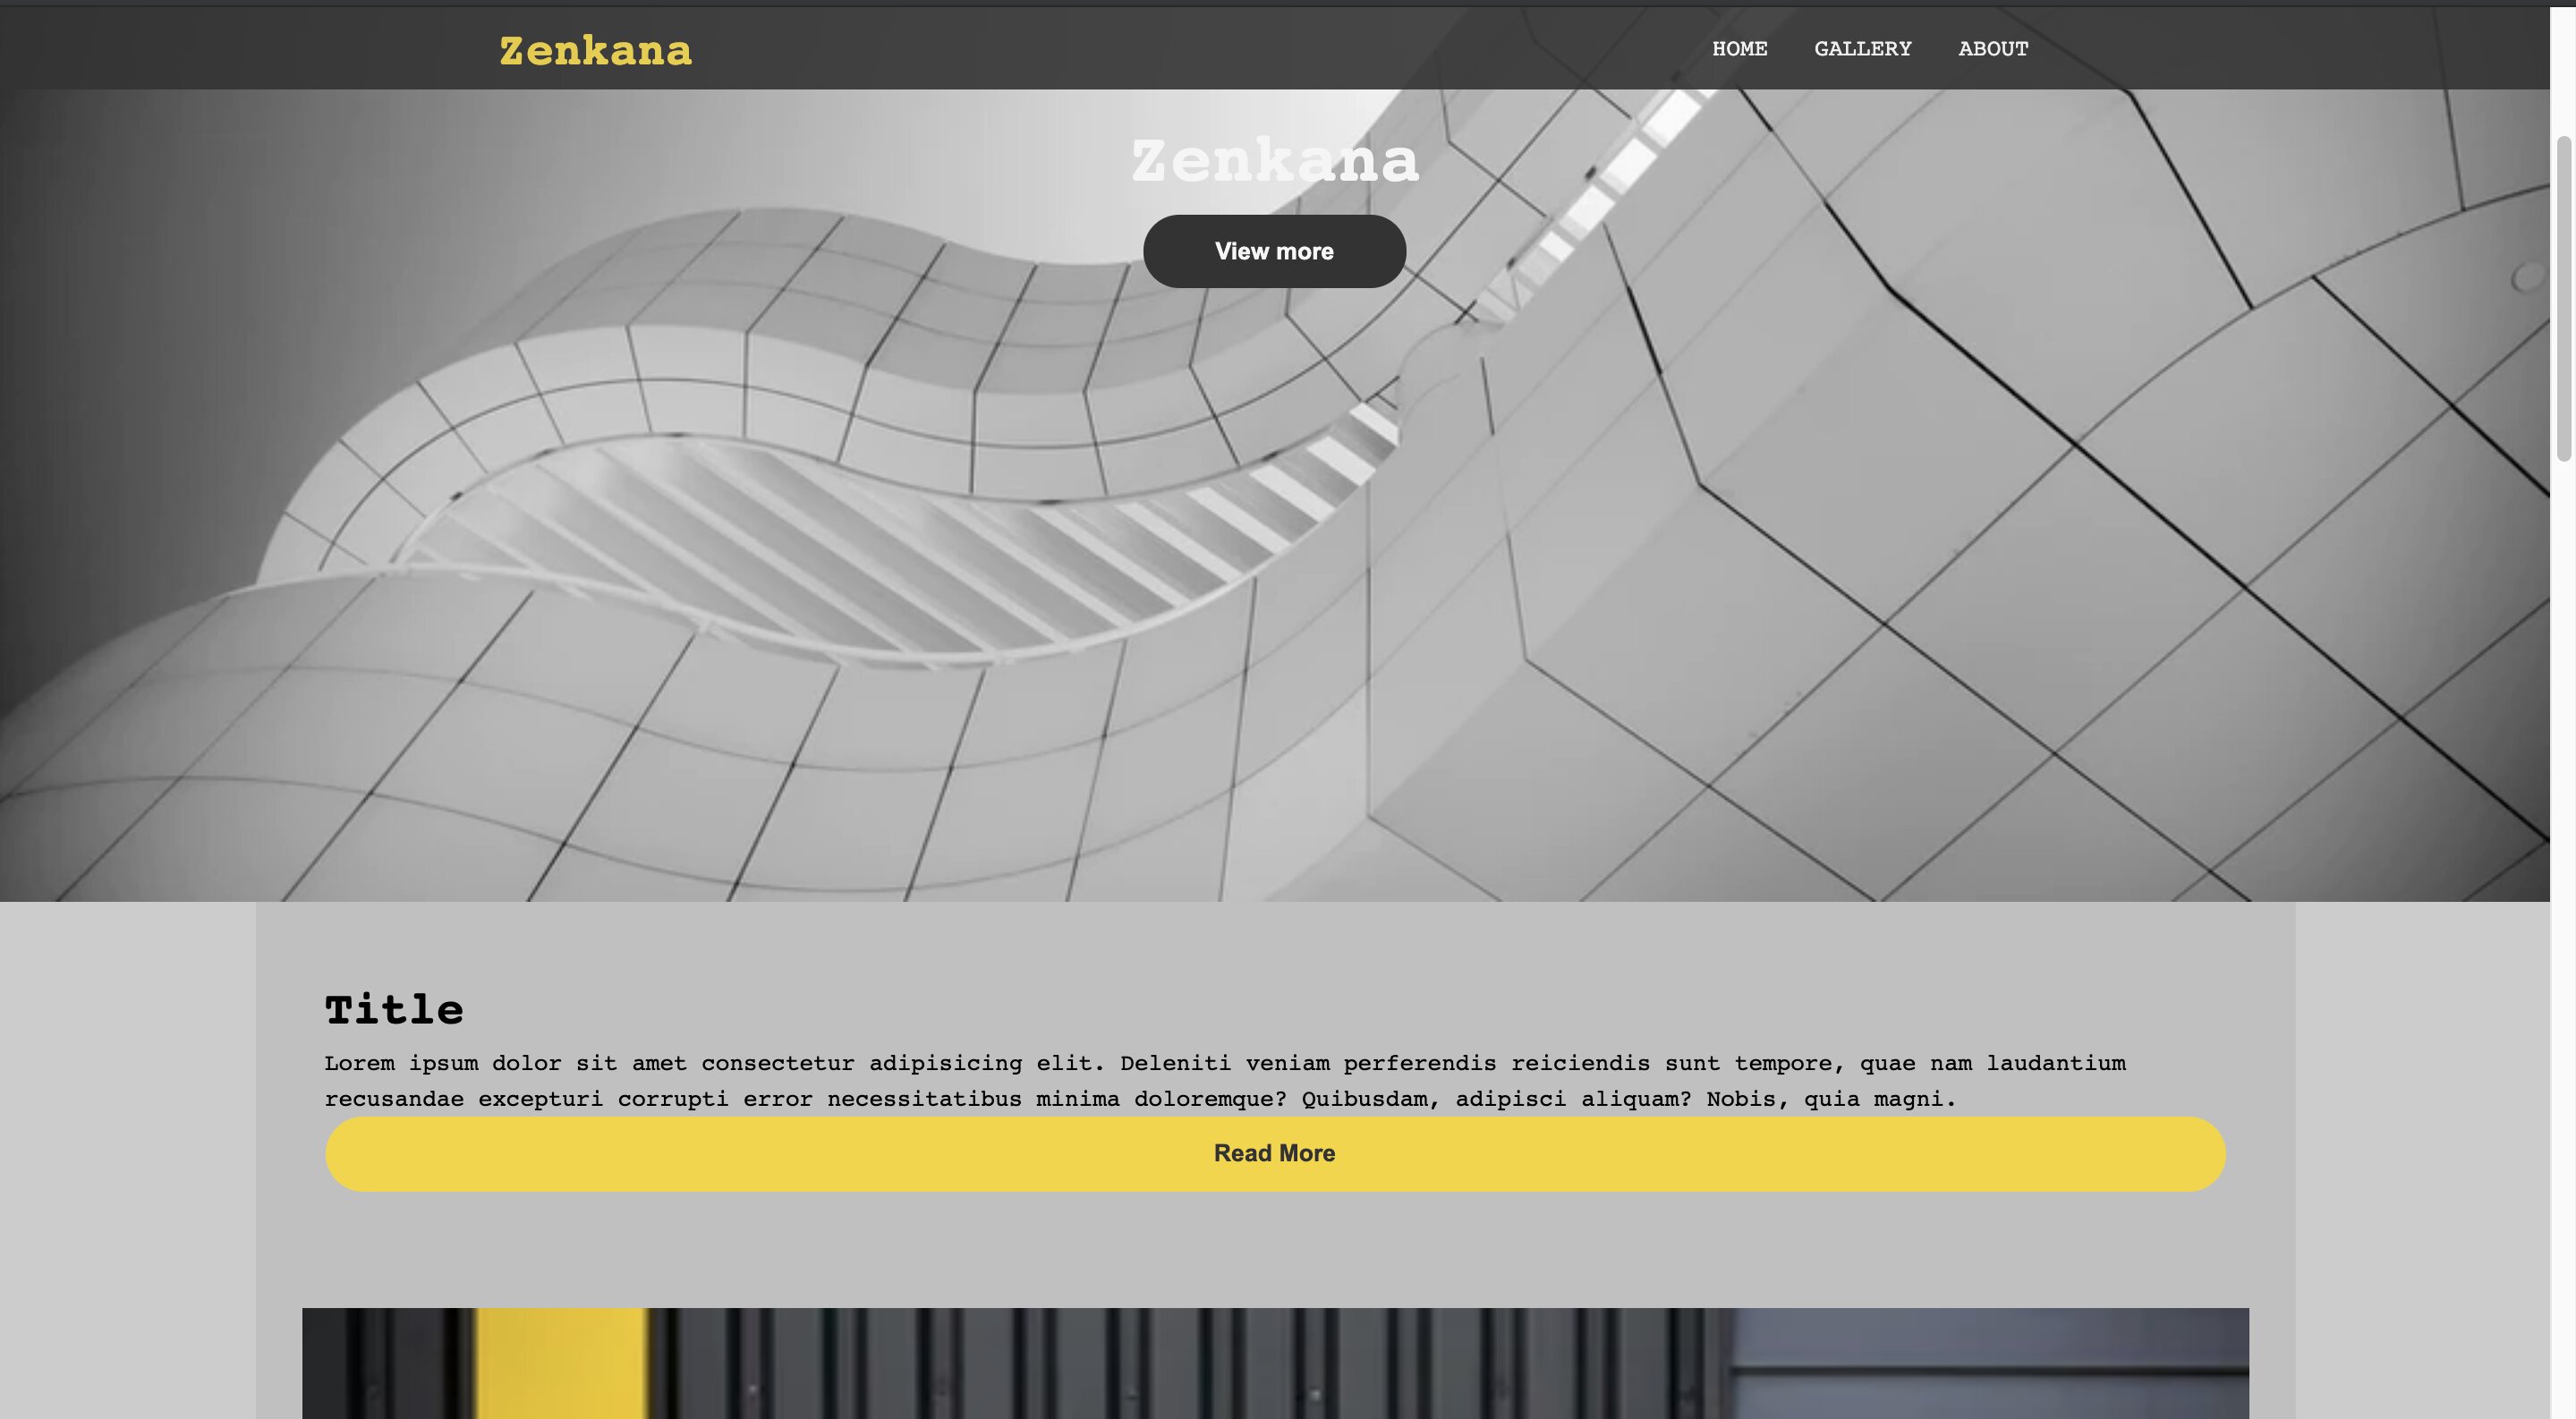 Zenkana
HOME GALLERY ABOUT
Zenkana
View more
Title
Lorem ipsum dolor sit amet consectetur adipisicing elit. Deleniti veniam perferendis reiciendis sunt tempore, quae nam laudantium
recusandae excepturi corrupti error necessitatibus minima doloremque? Quibusdam, adipisci aliquam? Nobis, quia magni.
Read More